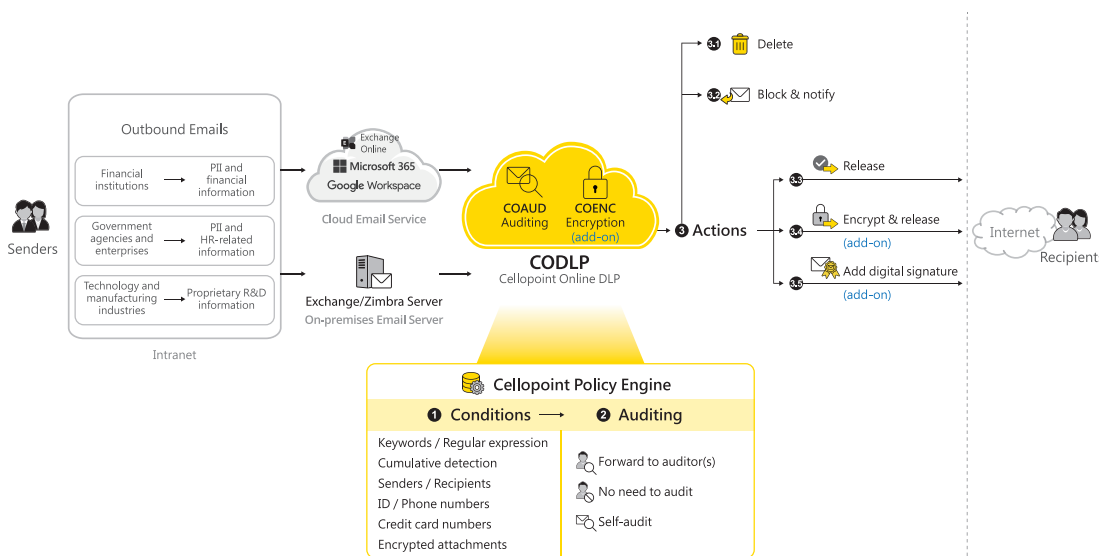 Senders
Outbound Emails
Financial
institutions
PII and
financial
information
Government
agencies and
enterprises
PII and
HR-related
information
Technology and
manufacturing
industries
Proprietary R&D
information
Intranet
Exchange
Online
Microsoft 365
Google Workspace
Cloud Email Service
Exchange/Zimbra Server
On-premises Email Server
COAUD
Auditing
COENC
Encryption
(add-on)
CODLP
Cellopoint Online DLP
3 Actions
3.1 Delete
3.2 Block & notify
3.3 Release
3.4 Encrypt & release
(add-on)
3.5 Add digital signature
(add-on)
Internet
Recipient
Cellopoint Policy Engine
1 Conditions
2 Auditing
Keywords / Regular expression
Cumulative detection
Senders / Recipients
ID / Phone numbers
Credit card numbers
Encrypted attachments
Forward to auditor(s)
No need to audit
Self-audit